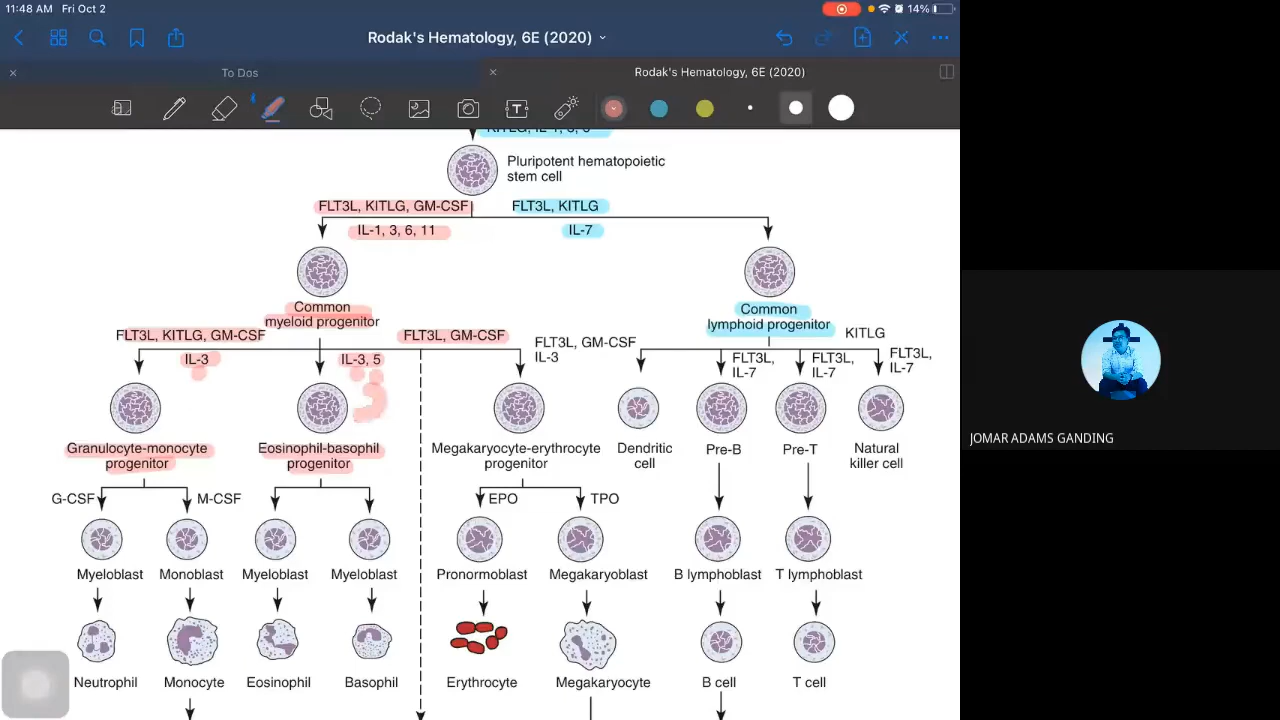 11:48 AM Fri Oct 2
14%
Rodak's Hematology, 6E (2020)
To Dos
Rodak's Hematology, 6E (2020)
Pluripotent hematopoietic
stem cell
FLT3L, KITLG, GM-CSF
FLT3L, KITLG
IL-1, 3, 6, 11
IL-7
Common
myeloid progenitor
Common
lymphoid progenitor
FLT3L, KITLG, GM-CSF
IL-3
FLT3L, GM-CSF
IL-3, 5
FLT3L, GM-CSF
IL-3
KITLG
FLT3L,
IL-7
FLT3L,
IL-7
FLT3L,
IL-7
Granulocyte-monocyte
progenitor
Eosinophil-basophil
progenitor
Megakaryocyte-erythrocyte
progenitor
Dendritic
cell
Pre-B
Pre-T
Natural
killer cell
G-CSF
M-CSF
EPO
TPO
Myeloblast
Monoblast
Myeloblast
Myeloblast
Pronormoblast
Megakaryoblast
B lymphoblast
T lymphoblast
Neutrophil
Monocyte
Eosinophil
Basophil
Erythrocyte
Megakaryocyte
B cell
T cell
JOMAR ADAMS GANDING